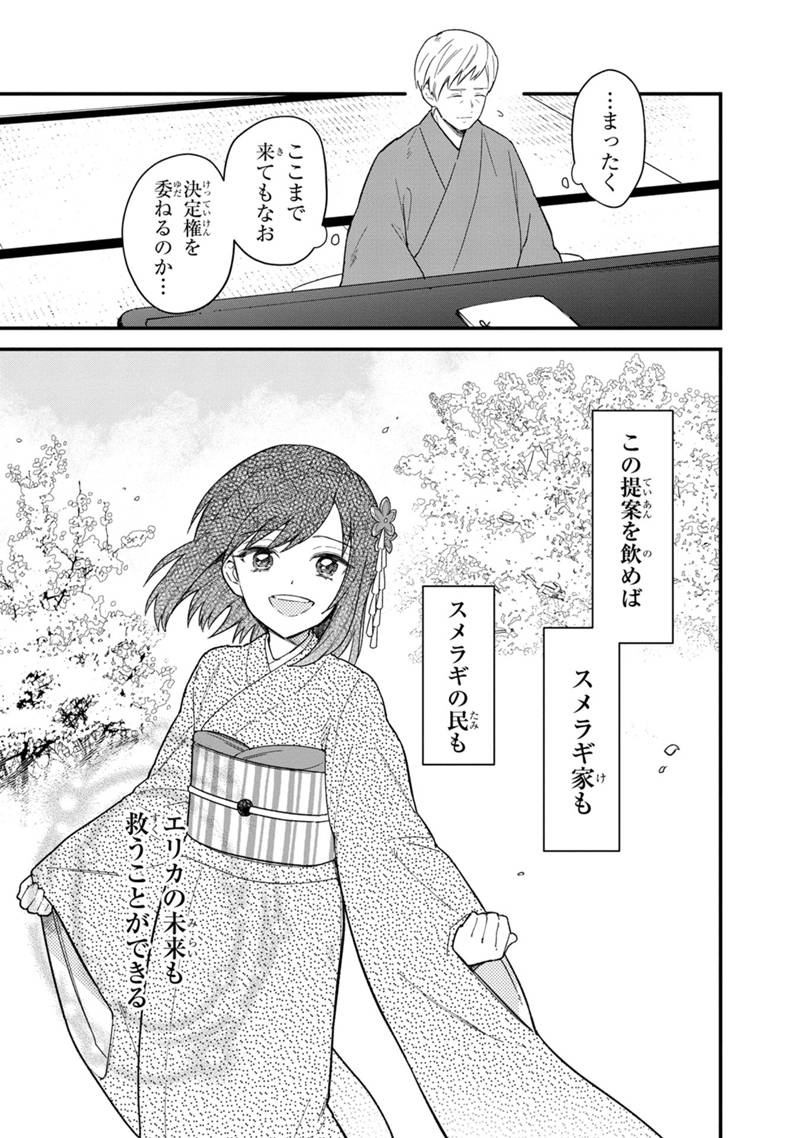 …まったく
ここまで
来てもなお
決定権を
委ねるのか…
この提案を飲めば
スメラギ家も
スメラギの民も
エリカの未来も
救うことができる